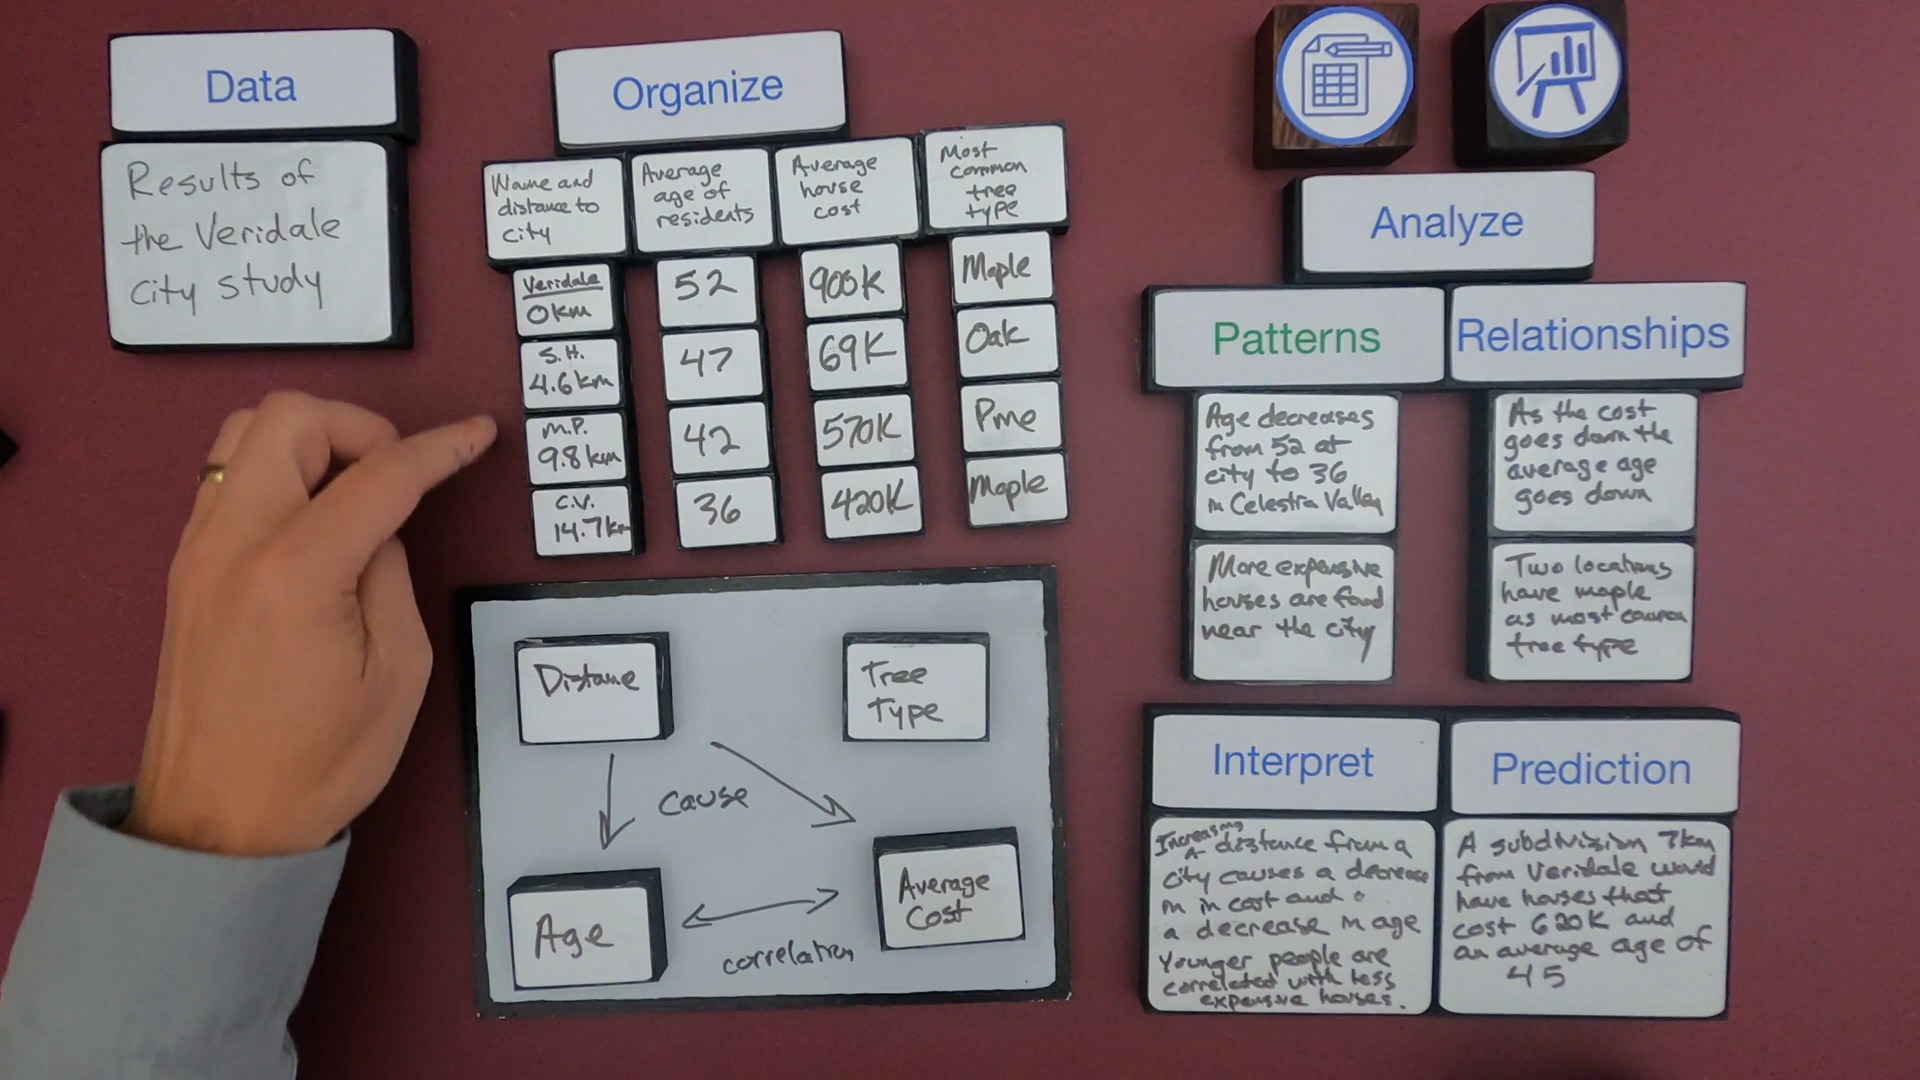 Data
Results of
the Veridale
City study
Organize
Name and
distance to
city
Average
age of
residents
Average
house
cost
Most
common
tree
type
Veridale
0km
52
900K
Maple
S.H.
4.6km
47
69K
Oak
M.P.
9.8km
42
570K
Pine
C.V.
14.7km
36
420K
Maple
Distance
Tree
Type
cause
Age
Average
Cost
correlation
Analyze
Patterns
Relationships
Age decreases
from 52 at
city to 36
in Celestra Valley
As the cost
goes down the
average age
goes down
More expensive
houses are found
near the city
Two locations
have maple
as most common
tree type
Interpret
Prediction
Increasing
distance from a
city causes a decrease
in in cost and
a decrease in age
Younger people are
correlated with less
expensive houses.
A subdivision 7km
from Veridale would
have houses that
cost 620K and
an average age of
45